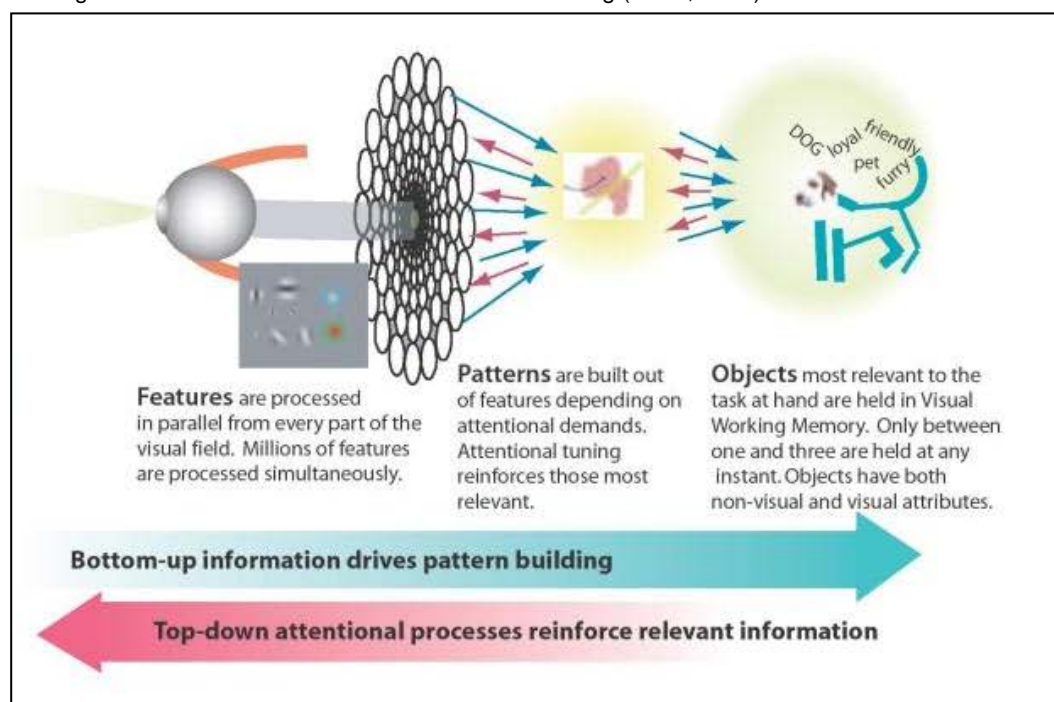 DOG loyal friendly
pet
furry
Features are processed
in parallel from every part of the
visual field. Millions of features
are processed simultaneously.
Patterns are built out
of features depending on
attentional demands.
Attentional tuning
reinforces those most
relevant.
Objects most relevant to the
task at hand are held in Visual
Working Memory. Only between
one and three are held at any
instant. Objects have both
non-visual and visual attributes.
Bottom-up information drives pattern building
Top-down attentional processes reinforce relevant information